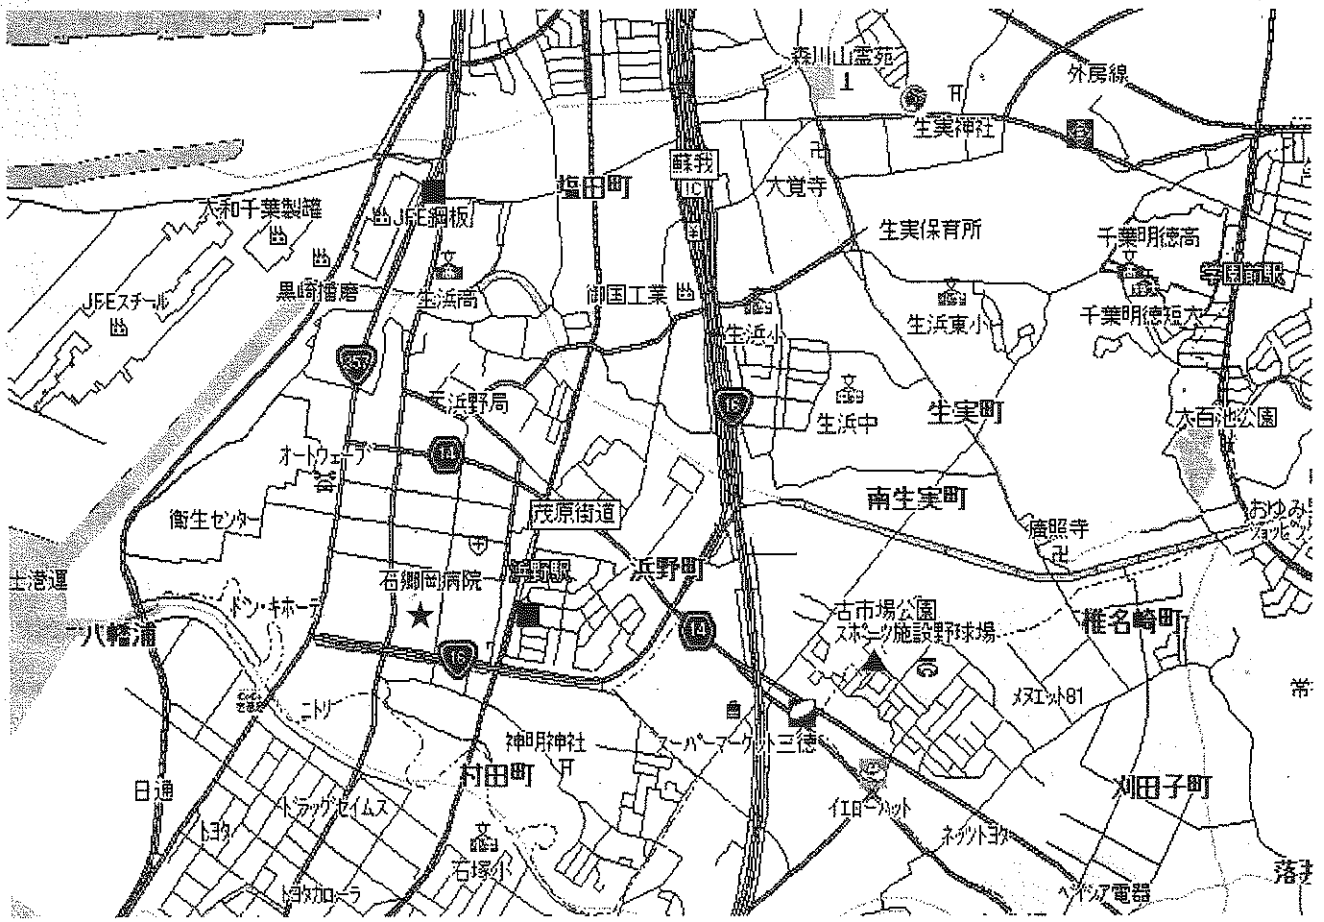 森川山霊苑
外房線
生実神社
蘇我
IC
塩田町
大覚寺
大和千葉製罐
JFE鋼板
生実保育所
千葉明徳高
学園前駅
黒崎播磨
生浜高
御国工業
JFEスチール
生浜小
生浜東小
千葉明徳短大
357
元浜野局
16
生浜中
生実町
大百池公園
オートウェーブ
14
南生実町
茂原街道
衛生センター
廣照寺
おゆみ
石郷岡病院
浜野駅
浜野町
ドン・キホーテ
古市場公園
スポーツ施設野球場
八幡浦
14
椎名崎町
16
メヌエット81
ニトリ
神明神社
スーパーマーケット三徳
村田町
刈田子町
日通
ドラッグセイムス
イエローハット
トヨタ
ネッツトヨタ
石塚小
トヨタカローラ
ベイシア電器